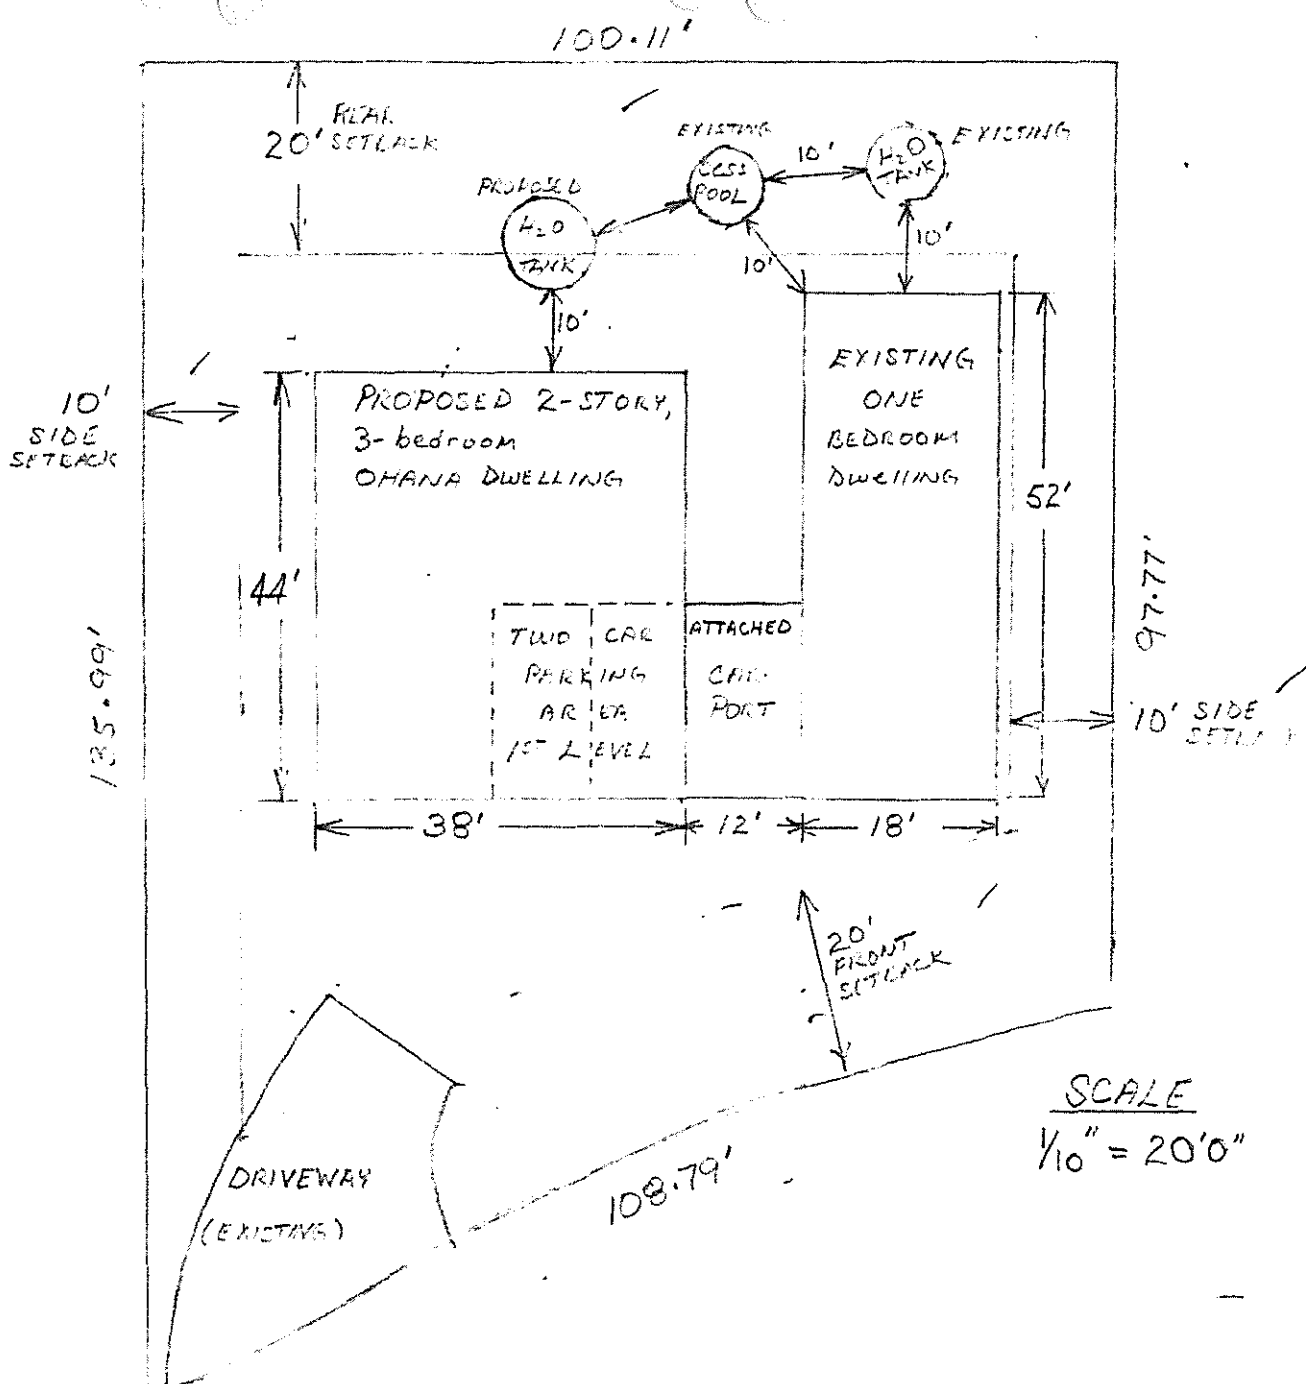 100.11'
REAR
20' SETBACK
EXISTING
CESS
POOL
10'
H₂O
TANK
EXISTING
PROPOSED
H₂O
TANK
10'
10'
10'
10'
SIDE
SETBACK
PROPOSED 2-STORY,
3-bedroom
OHANA DWELLING
EXISTING
ONE
BEDROOM
Dwelling
52'
44'
97.77'
135.99'
TWO CAR
PARKING
AREA
1ST LEVEL
ATTACHED
CAR-
PORT
10' SIDE
SETBACK
38'
12'
18'
20'
FRONT
SETBACK
SCALE
1/10" = 20'0"
108.79'
DRIVEWAY
(EXISTING)